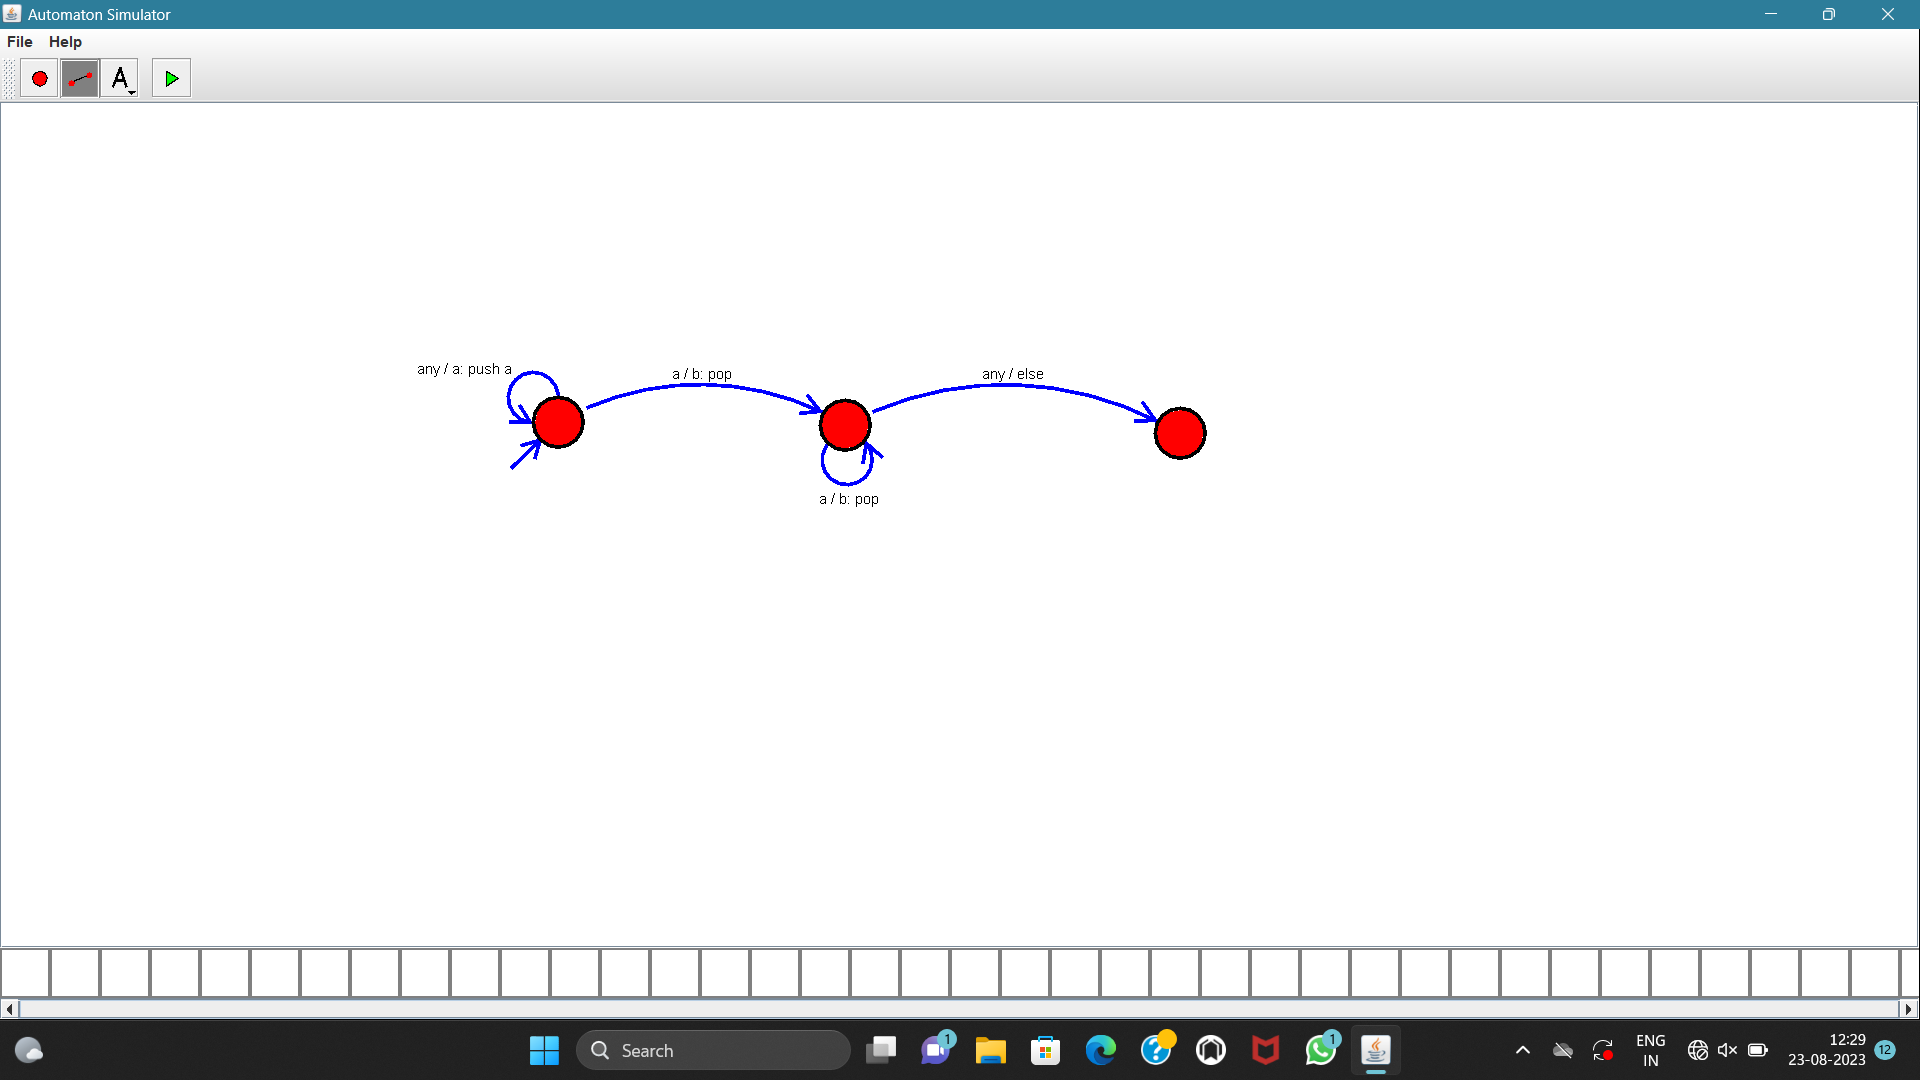 Automaton Simulator
File Help
A
any / a: push a
a / b: pop
any / else
a / b: pop
Search
1
1
ENG
IN
12:29
23-08-2023
12